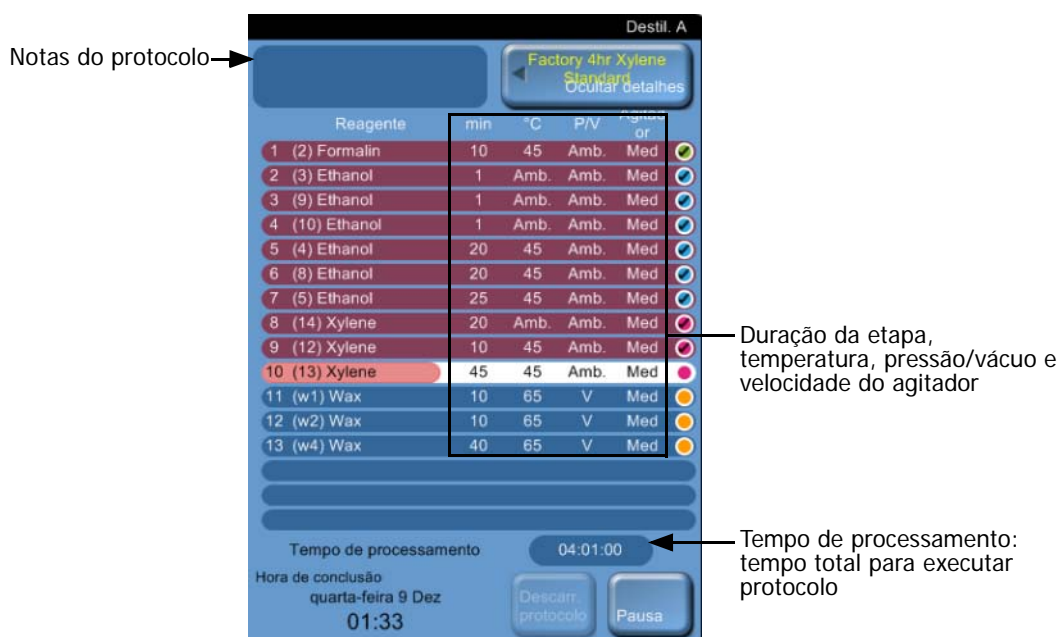 Destil. A
Notas do protocolo
Factory 4hr Xylene
Standard
Ocultar detalhes
Reagente min °C P/V Agitad
or
1 (2) Formalin 10 45 Amb. Med
2 (3) Ethanol 1 Amb. Amb. Med
3 (9) Ethanol 1 Amb. Amb. Med
4 (10) Ethanol 1 Amb. Amb. Med
5 (4) Ethanol 20 45 Amb. Med
6 (8) Ethanol 20 45 Amb. Med
7 (5) Ethanol 25 45 Amb. Med
8 (14) Xylene 20 Amb. Amb. Med
9 (12) Xylene 10 45 Amb. Med
10 (13) Xylene 45 45 Amb. Med
11 (w1) Wax 10 65 V Med
12 (w2) Wax 10 65 V Med
13 (w4) Wax 40 65 V Med
Duração da etapa,
temperatura, pressão/vácuo e
velocidade do agitador
Tempo de processamento 04:01:00
Tempo de processamento:
tempo total para executar
protocolo
Hora de conclusão
quarta-feira 9 Dez
01:33
Descarr.
protocolo
Pausa